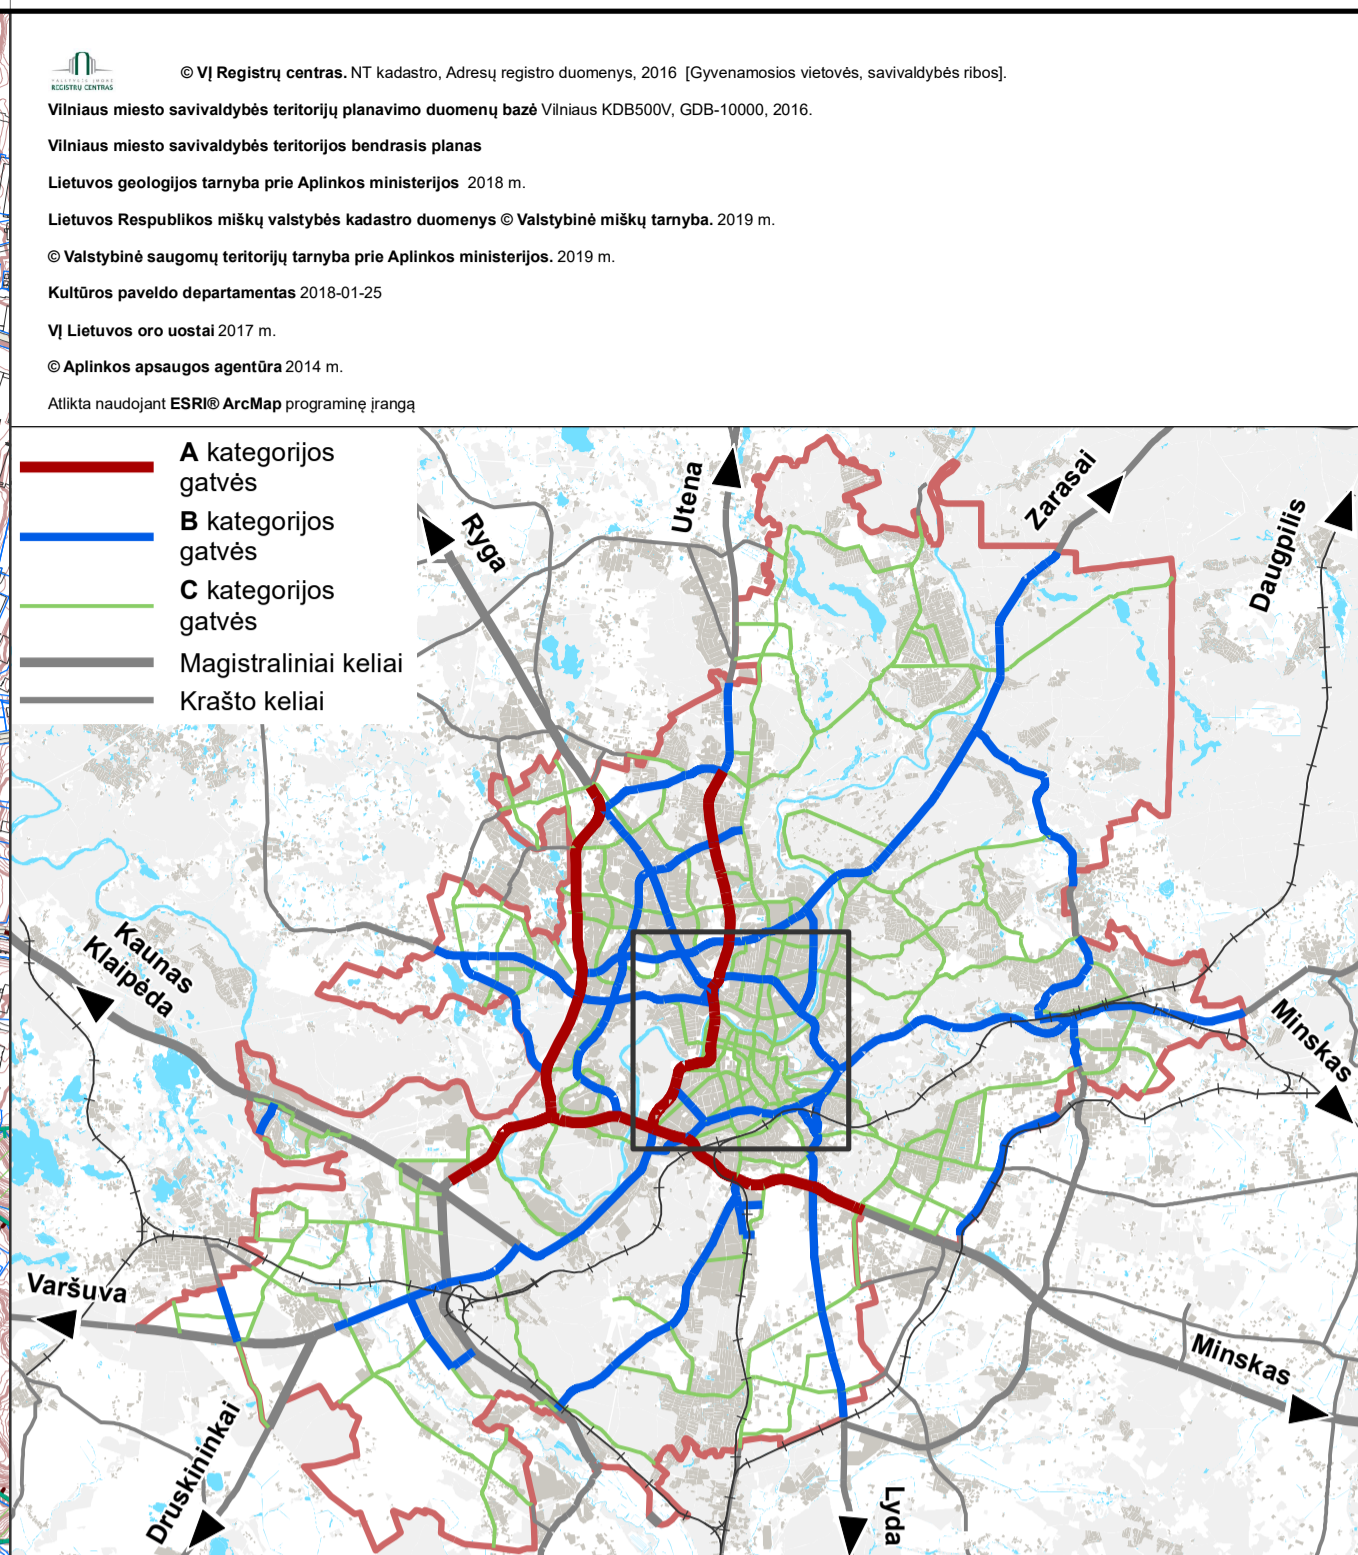 VALSTYBĖS ĮMONĖ
REGISTRŲ CENTRAS
© VĮ Registrų centras. NT kadastro, Adresų registro duomenys, 2016 [Gyvenamosios vietovės, savivaldybės ribos].
Vilniaus miesto savivaldybės teritorijų planavimo duomenų bazė Vilniaus KDB500V, GDB-10000, 2016.
Vilniaus miesto savivaldybės teritorijos bendrasis planas
Lietuvos geologijos tarnyba prie Aplinkos ministerijos 2018 m.
Lietuvos Respublikos miškų valstybės kadastro duomenys © Valstybinė miškų tarnyba. 2019 m.
© Valstybinė saugomų teritorijų tarnyba prie Aplinkos ministerijos. 2019 m.
Kultūros paveldo departamentas 2018-01-25
VĮ Lietuvos oro uostai 2017 m.
© Aplinkos apsaugos agentūra 2014 m.
Atlikta naudojant ESRI® ArcMap programinę įrangą
A kategorijos
gatvės
B kategorijos
gatvės
C kategorijos
gatvės
Magistraliniai keliai
Krašto keliai
Ryga
Utena
Zarasai
Daugpilis
Kaunas
Klaipėda
Minskas
Varšuva
Minskas
Druskininkai
Lyda